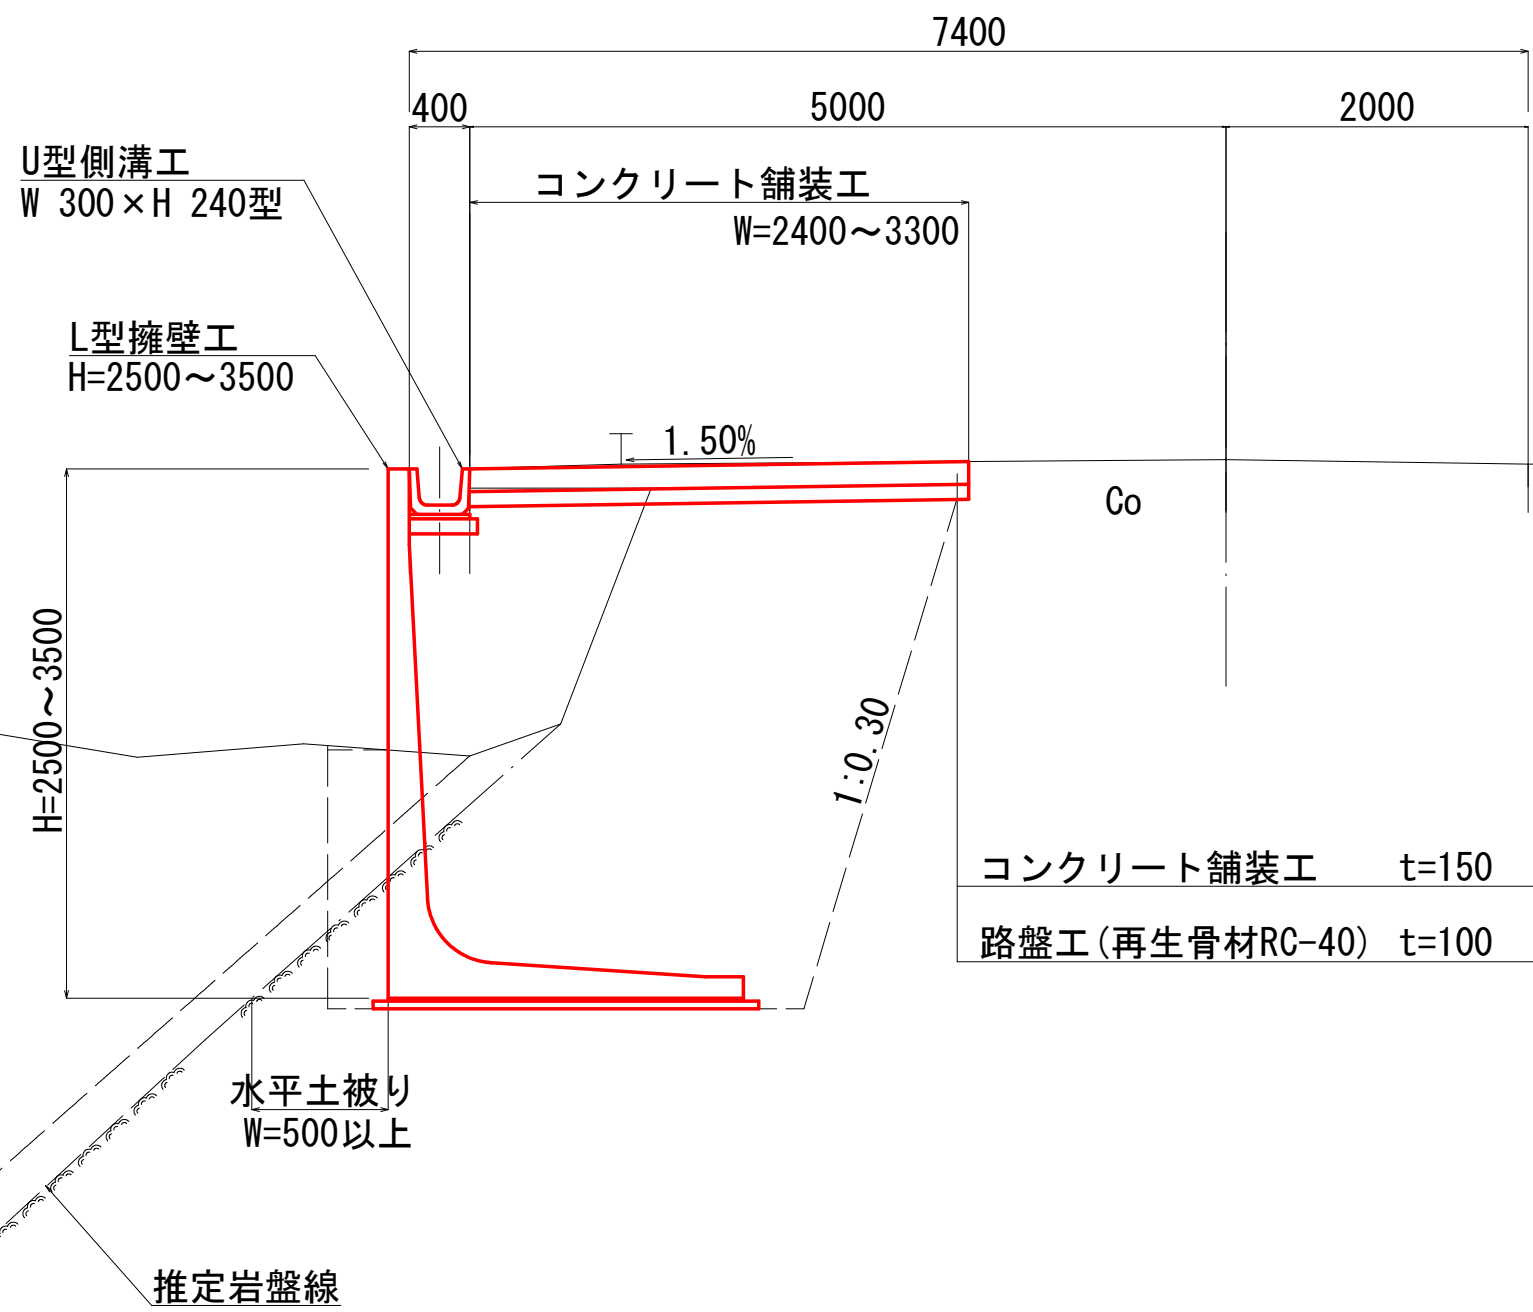 7400
400
5000
2000
U型側溝工
W 300×H 240型
コンクリート舗装工
W=2400～3300
L型擁壁工
H=2500～3500
1.50%
Co
H=2500～3500
1:0.30
コンクリート舗装工 t=150
路盤工(再生骨材RC-40) t=100
水平土被り
W=500以上
推定岩盤線